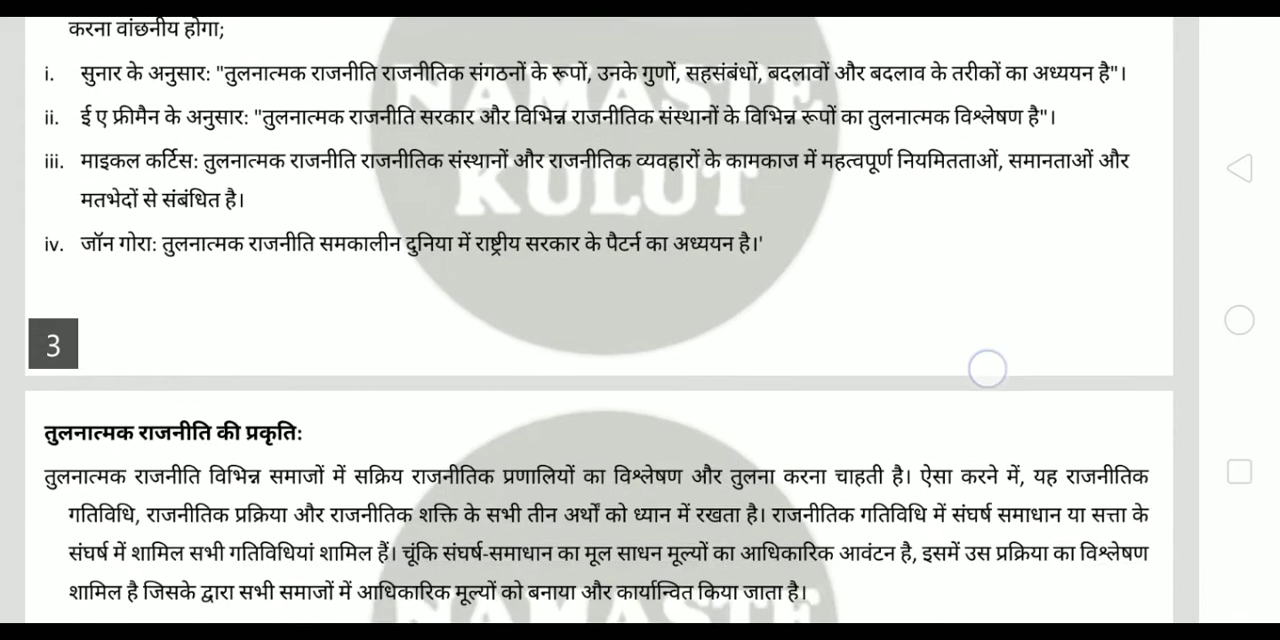 करना वांछनीय होगा;
i. सुनार के अनुसार: "तुलनात्मक राजनीति राजनीतिक संगठनों के रूपों, उनके गुणों, सहसंबंधों, बदलावों और बदलाव के तरीकों का अध्ययन है"।
ii. ई ए फ्रीमैन के अनुसार: "तुलनात्मक राजनीति सरकार और विभिन्न राजनीतिक संस्थानों के विभिन्न रूपों का तुलनात्मक विश्लेषण है"।
iii. माइकल कर्टिस: तुलनात्मक राजनीति राजनीतिक संस्थानों और राजनीतिक व्यवहारों के कामकाज में महत्वपूर्ण नियमितताओं, समानताओं और
मतभेदों से संबंधित है।
iv. जॉन गोरा: तुलनात्मक राजनीति समकालीन दुनिया में राष्ट्रीय सरकार के पैटर्न का अध्ययन है।'
NAMASTE
KULUT
3
तुलनात्मक राजनीति की प्रकृति:
तुलनात्मक राजनीति विभिन्न समाजों में सक्रिय राजनीतिक प्रणालियों का विश्लेषण और तुलना करना चाहती है। ऐसा करने में, यह राजनीतिक
गतिविधि, राजनीतिक प्रक्रिया और राजनीतिक शक्ति के सभी तीन अर्थों को ध्यान में रखता है। राजनीतिक गतिविधि में संघर्ष समाधान या सत्ता के
संघर्ष में शामिल सभी गतिविधियां शामिल हैं। चूंकि संघर्ष-समाधान का मूल साधन मूल्यों का आधिकारिक आवंटन है, इसमें उस प्रक्रिया का विश्लेषण
शामिल है जिसके द्वारा सभी समाजों में आधिकारिक मूल्यों को बनाया और कार्यान्वित किया जाता है।
NAMASTE